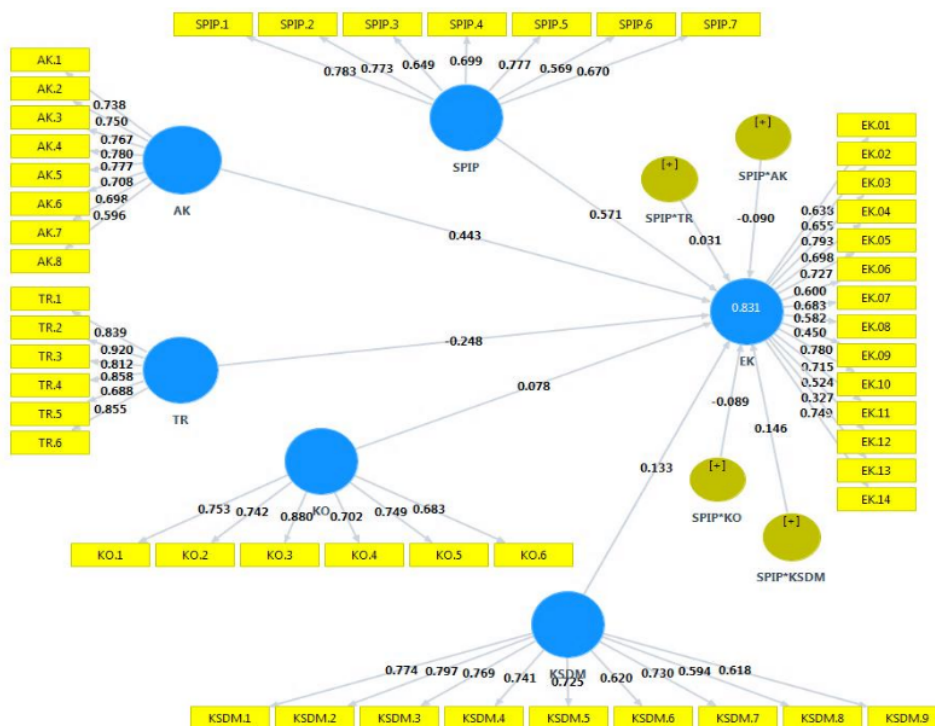 SPIP.1 SPIP.2 SPIP.3 SPIP.4 SPIP.5 SPIP.6 SPIP.7
0.783 0.773 0.649 0.699 0.777 0.569 0.670
SPIP
AK.1
AK.2
AK.3
AK.4
AK.5
AK.6
AK.7
AK.8
0.738
0.750
0.767
0.780
0.777
0.708
0.698
0.596
AK
0.443
0.571
[+]
SPIP*TR
0.031
[+]
SPIP*AK
-0.090
TR.1
TR.2
TR.3
TR.4
TR.5
TR.6
0.839
0.920
0.812
0.858
0.688
0.855
TR
-0.248
0.831
EK
0.655
0.793
0.698
0.727
0.600
0.683
0.582
0.450
0.780
0.715
0.524
0.327
0.749
EK.01
EK.02
EK.03
EK.04
EK.05
EK.06
EK.07
EK.08
EK.09
EK.10
EK.11
EK.12
EK.13
EK.14
0.078
KO
0.753 0.742 0.880 0.702 0.749 0.683
KO.1 KO.2 KO.3 KO.4 KO.5 KO.6
0.133
-0.089
[+]
SPIP*KO
0.146
[+]
SPIP*KSDM
KSDM
0.774 0.797 0.769 0.741 0.725 0.620 0.730 0.594 0.618
KSDM.1 KSDM.2 KSDM.3 KSDM.4 KSDM.5 KSDM.6 KSDM.7 KSDM.8 KSDM.9